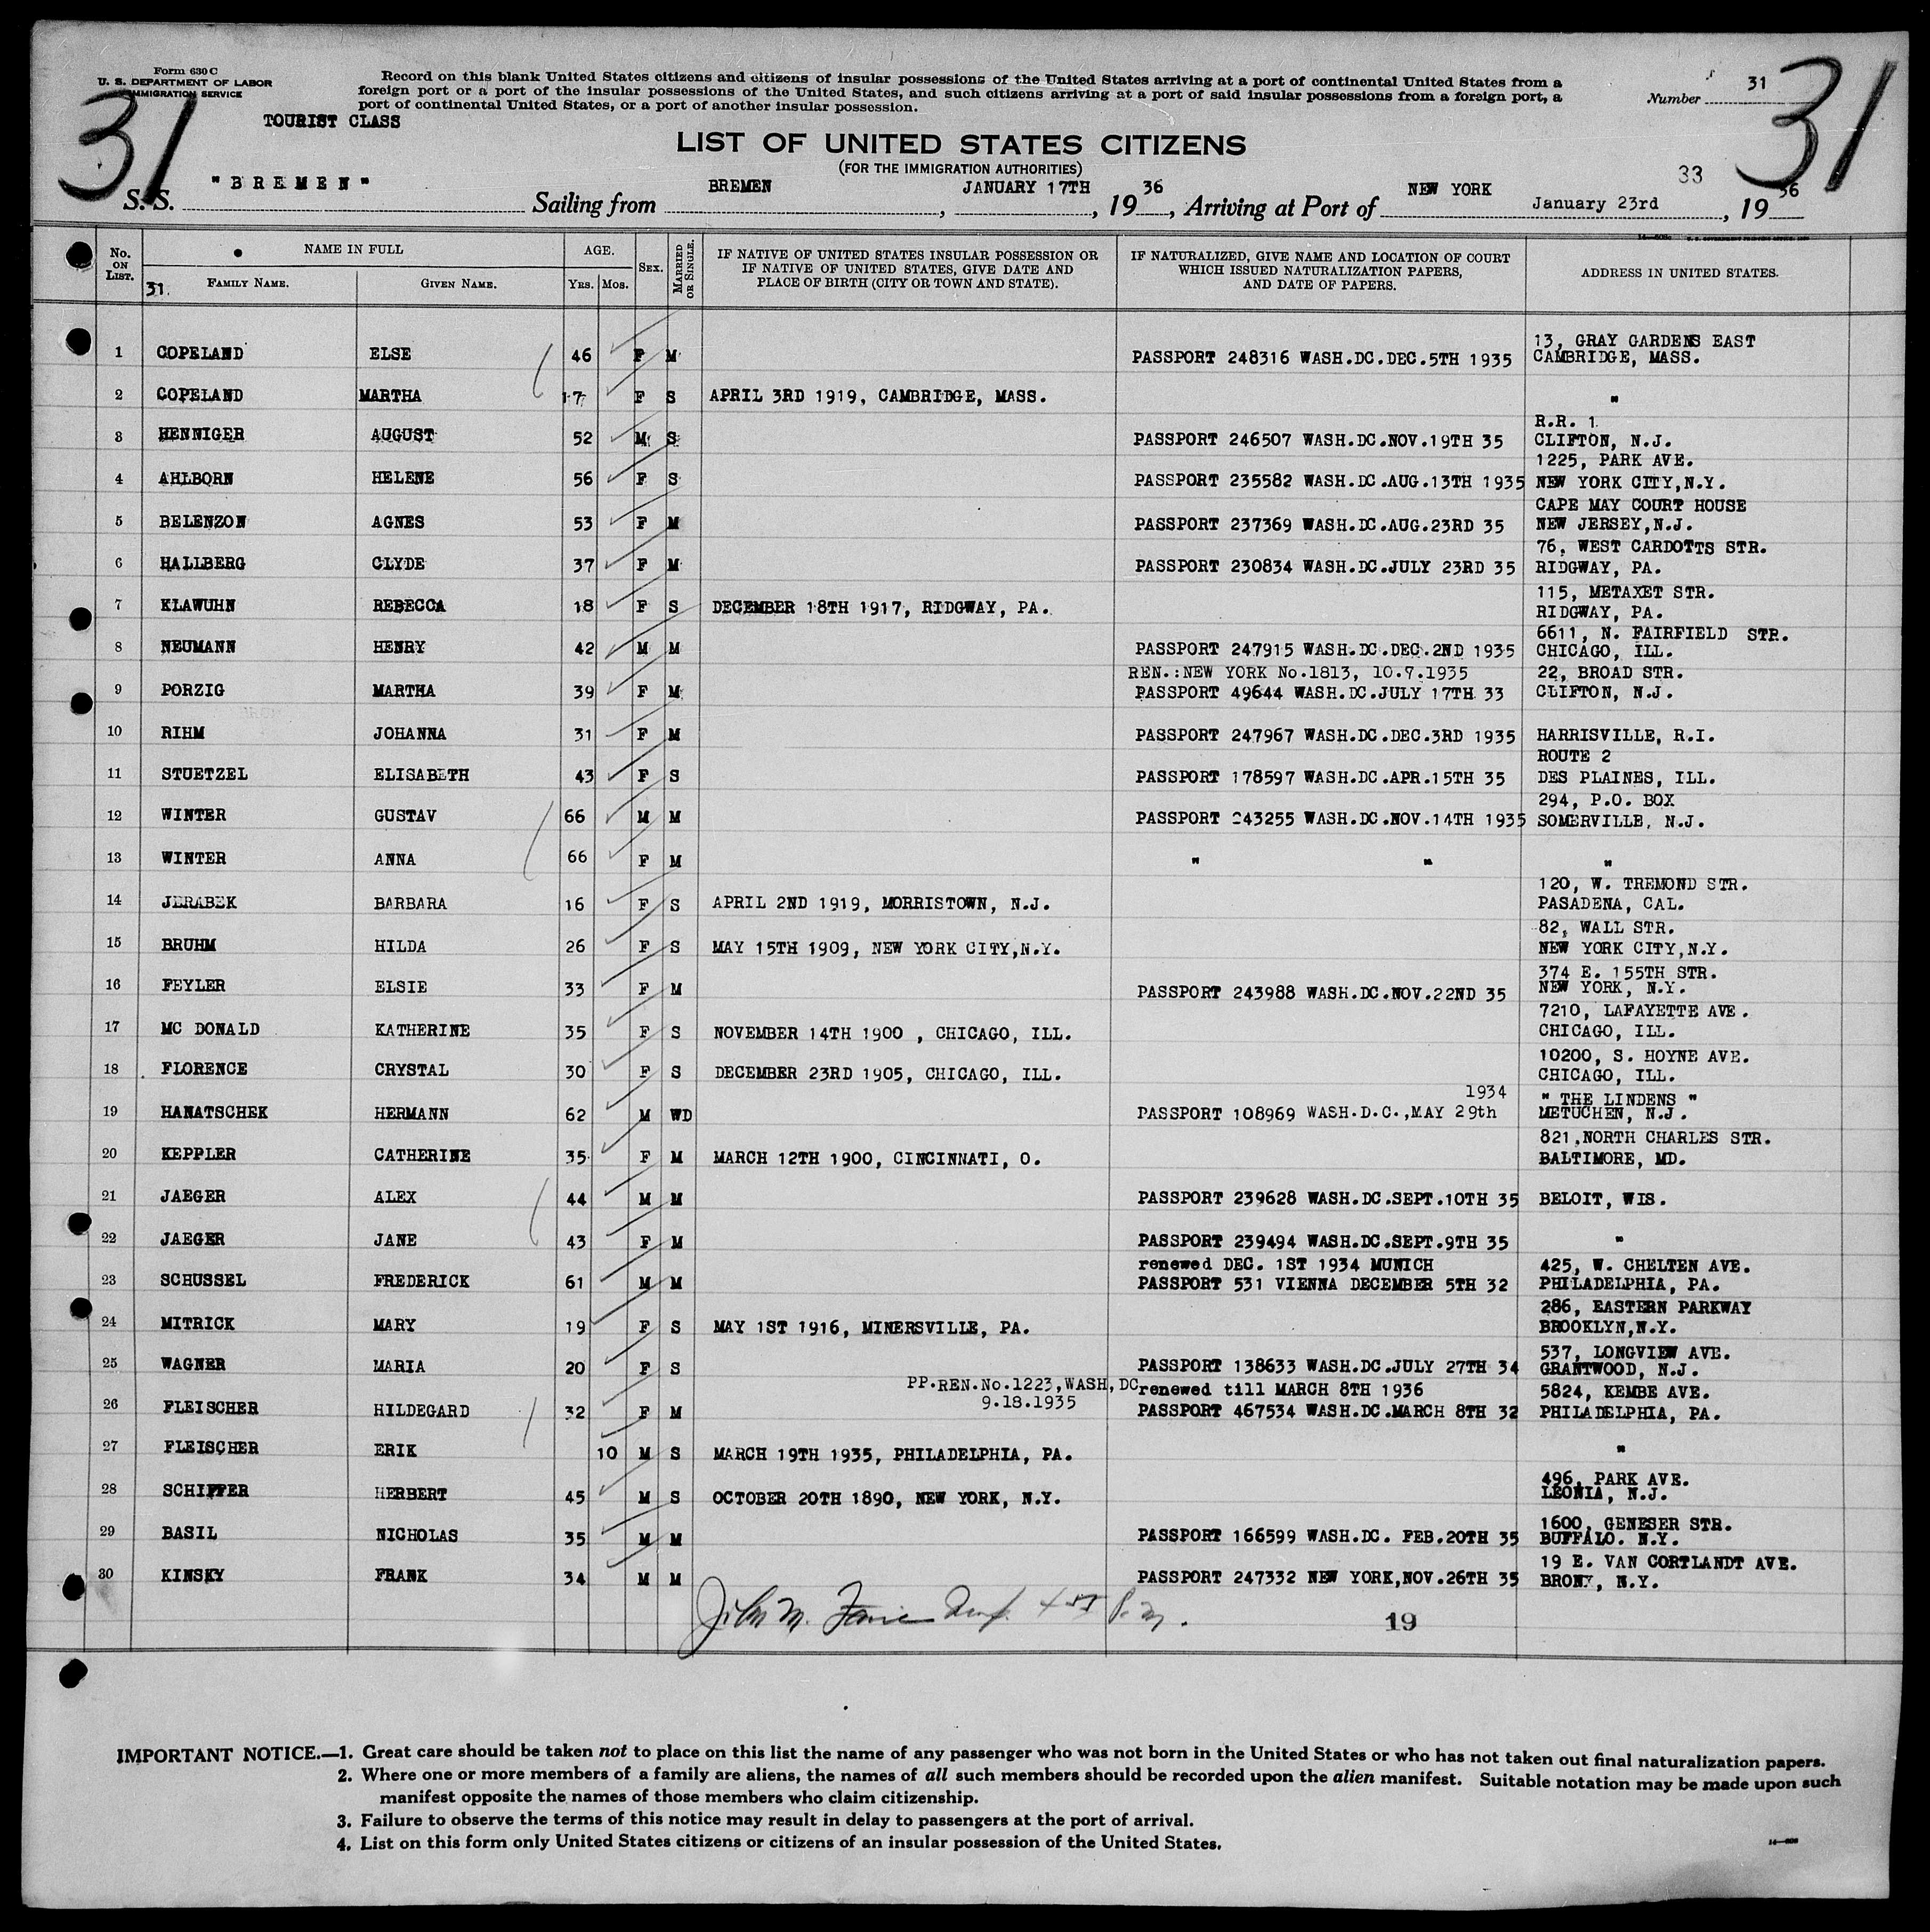 Form 630 C
U. S. DEPARTMENT OF LABOR
IMMIGRATION SERVICE
Record on this blank United States citizens and citizens of insular possessions of the United States arriving at a port of continental United States from a
foreign port or a port of the insular possessions of the United States, and such citizens arriving at a port of said insular possessions from a foreign port, a
port of continental United States, or a port of another insular possession.
Number 31
31
31
TOURIST CLASS
LIST OF UNITED STATES CITIZENS
(FOR THE IMMIGRATION AUTHORITIES)
33
S. S. "BREMEN" Sailing from BREMEN, JANUARY 17TH, 1936, Arriving at Port of NEW YORK January 23rd, 1936
No. ON LIST. NAME IN FULL AGE. SEX. MARRIED OR SINGLE. IF NATIVE OF UNITED STATES INSULAR POSSESSION OR IF NATIVE OF UNITED STATES, GIVE DATE AND PLACE OF BIRTH (CITY OR TOWN AND STATE). IF NATURALIZED, GIVE NAME AND LOCATION OF COURT WHICH ISSUED NATURALIZATION PAPERS, AND DATE OF PAPERS. ADDRESS IN UNITED STATES.
31. FAMILY NAME. GIVEN NAME. YRS. MOS.
1 COPELAND ELSE 46 F M PASSPORT 248316 WASH.DC.DEC.5TH 1935 13, GRAY GARDENS EAST CAMBRIDGE, MASS.
2 COPELAND MARTHA 17 F S APRIL 3RD 1919, CAMBRIDGE, MASS. "
3 HENNIGER AUGUST 52 M S PASSPORT 246507 WASH.DC.NOV.19TH 35 R.R. 1 CLIFTON, N.J.
4 AHLBORN HELENE 56 F S PASSPORT 235582 WASH.DC.AUG.13TH 1935 1225, PARK AVE. NEW YORK CITY,N.Y.
5 BELENZON AGNES 53 F M PASSPORT 237369 WASH.DC.AUG.23RD 35 CAPE MAY COURT HOUSE NEW JERSEY,N.J.
6 HALLBERG CLYDE 37 F M PASSPORT 230834 WASH.DC.JULY 23RD 35 76, WEST CARDOTTS STR. RIDGWAY, PA.
7 KLAWUHN REBECCA 18 F S DECEMBER 18TH 1917, RIDGWAY, PA. 115, METAXET STR. RIDGWAY, PA.
8 NEUMANN HENRY 42 M M PASSPORT 247915 WASH.DC.DEC.2ND 1935 6611, N. FAIRFIELD STR. CHICAGO, ILL.
9 PORZIG MARTHA 39 F M REN.:NEW YORK No.1813, 10.7.1935 PASSPORT 49644 WASH.DC.JULY 17TH 33 22, BROAD STR. CLIFTON, N.J.
10 RIHM JOHANNA 31 F M PASSPORT 247967 WASH.DC.DEC.3RD 1935 HARRISVILLE, R.I.
11 STUETZEL ELISABETH 43 F S PASSPORT 178597 WASH.DC.APR.15TH 35 ROUTE 2 DES PLAINES, ILL.
12 WINTER GUSTAV 66 M M PASSPORT 243255 WASH.DC.NOV.14TH 1935 294, P.O. BOX SOMERVILLE, N.J.
13 WINTER ANNA 66 F M " " "
14 JERABEK BARBARA 16 F S APRIL 2ND 1919, MORRISTOWN, N.J. 120, W. TREMOND STR. PASADENA, CAL.
15 BRUHM HILDA 26 F S MAY 15TH 1909, NEW YORK CITY,N.Y. 82, WALL STR. NEW YORK CITY,N.Y.
16 FEYLER ELSIE 33 F M PASSPORT 243988 WASH.DC.NOV.22ND 35 374 E. 155TH STR. NEW YORK, N.Y.
17 MC DONALD KATHERINE 35 F S NOVEMBER 14TH 1900 , CHICAGO, ILL. 7210, LAFAYETTE AVE. CHICAGO, ILL.
18 FLORENCE CRYSTAL 30 F S DECEMBER 23RD 1905, CHICAGO, ILL. 10200, S. HOYNE AVE. CHICAGO, ILL.
19 HANATSCHEK HERMANN 62 M WD PASSPORT 108969 WASH.D.C.,MAY 29th 1934 " THE LINDENS " METUCHEN, N.J.
20 KEPPLER CATHERINE 35 F M MARCH 12TH 1900, CINCINNATI, O. 821,NORTH CHARLES STR. BALTIMORE, MD.
21 JAEGER ALEX 44 M M PASSPORT 239628 WASH.DC.SEPT.10TH 35 BELOIT, WIS.
22 JAEGER JANE 43 F M PASSPORT 239494 WASH.DC.SEPT.9TH 35 "
23 SCHUSSEL FREDERICK 61 M M renewed DEC. 1ST 1934 MUNICH PASSPORT 531 VIENNA DECEMBER 5TH 32 425, W. CHELTEN AVE. PHILADELPHIA, PA.
24 MITRICK MARY 19 F S MAY 1ST 1916, MINERSVILLE, PA. 286, EASTERN PARKWAY BROOKLYN,N.Y.
25 WAGNER MARIA 20 F S PASSPORT 138633 WASH.DC.JULY 27TH 34 537, LONGVIEW AVE. GRANTWOOD, N.J.
26 FLEISCHER HILDEGARD 32 F M PP.REN.No.1223,WASH,DC 9.18.1935 renewed till MARCH 8TH 1936 PASSPORT 467534 WASH.DC.MARCH 8TH 32 5824, KEMBE AVE. PHILADELPHIA, PA.
27 FLEISCHER ERIK 10 M S MARCH 19TH 1935, PHILADELPHIA, PA. "
28 SCHIFFER HERBERT 45 M S OCTOBER 20TH 1890, NEW YORK, N.Y. 496, PARK AVE. LEONIA, N.J.
29 BASIL NICHOLAS 35 M M PASSPORT 166599 WASH.DC. FEB.20TH 35 1600, GENESER STR. BUFFALO. N.Y.
30 KINSKY FRANK 34 M M PASSPORT 247332 NEW YORK,NOV.26TH 35 19 E. VAN CORTLANDT AVE. BRONX, N.Y.
19
IMPORTANT NOTICE.—1. Great care should be taken not to place on this list the name of any passenger who was not born in the United States or who has not taken out final naturalization papers.
2. Where one or more members of a family are aliens, the names of all such members should be recorded upon the alien manifest. Suitable notation may be made upon such
manifest opposite the names of those members who claim citizenship.
3. Failure to observe the terms of this notice may result in delay to passengers at the port of arrival.
4. List on this form only United States citizens or citizens of an insular possession of the United States.